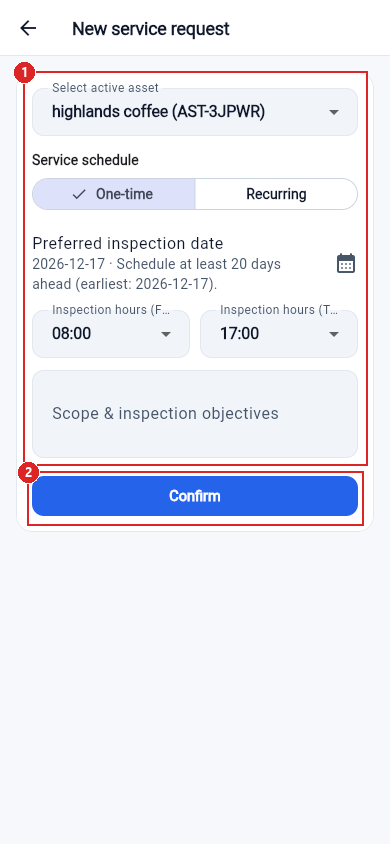 New service request
1
Select active asset
highlands coffee (AST-3JPWR)
Service schedule
One-time
Recurring
Preferred inspection date
2026-12-17 · Schedule at least 20 days
ahead (earliest: 2026-12-17).
Inspection hours (F...
08:00
Inspection hours (T...
17:00
Scope & inspection objectives
2
Confirm